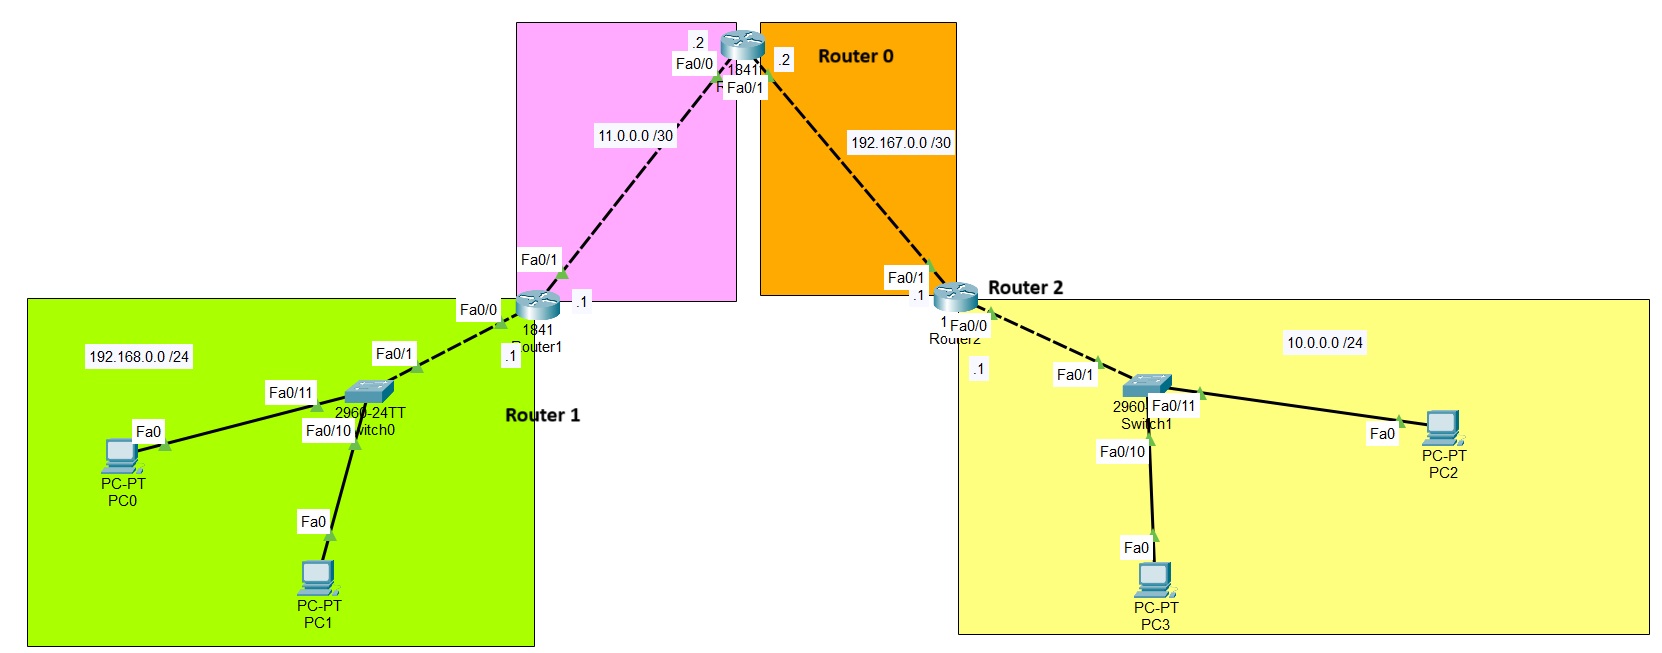 .2
Router 0
.2
Fa0/0
1841
Fa0/1
11.0.0.0 /30
192.167.0.0 /30
Fa0/1
Fa0/1
Router 2
.1
.1
Fa0/0
Fa0/0
1841
Router1
Router2
192.168.0.0 /24
Fa0/1
.1
10.0.0.0 /24
.1
Fa0/1
Fa0/11
2960-24TT
Router 1
Fa0/10
2960
Fa0/11
Switch1
Fa0
Fa0
Fa0/10
PC-PT
PC0
PC-PT
PC2
Fa0
Fa0
PC-PT
PC1
PC-PT
PC3